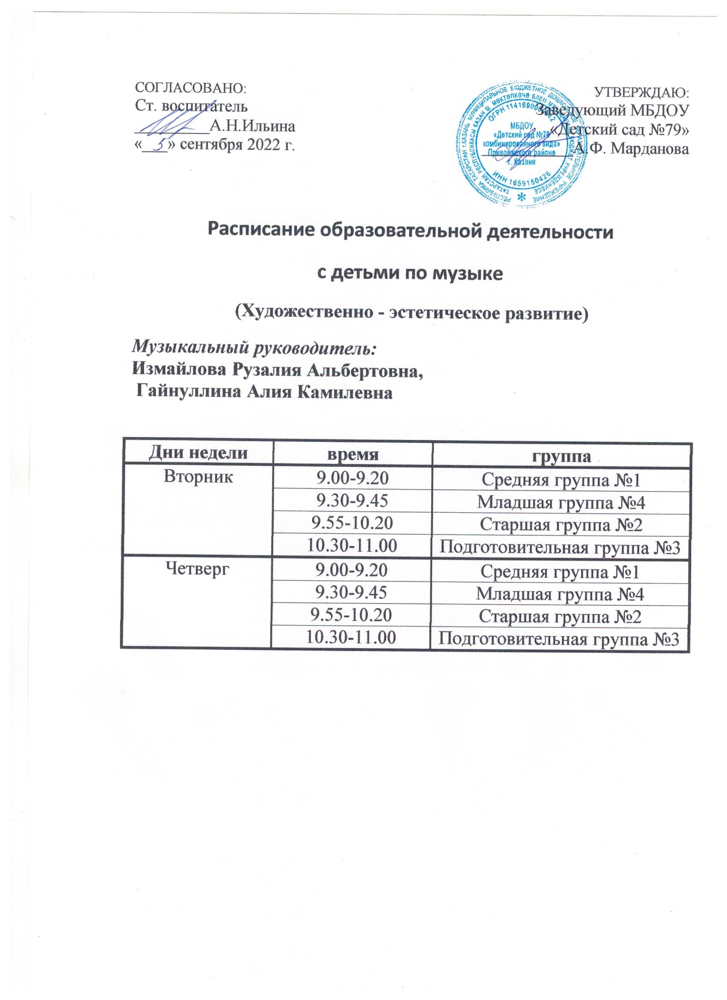 СОГЛАСОВАНО:
Ст. воспитатель
А.Н.Ильина
«5» сентября 2022 г.
УТВЕРЖДАЮ:
Заведующий МБДОУ
«Детский сад №79»
А.Ф. Марданова
МБДОУ
«Детский сад №79
комбинированного вида»
Приволжского района
г. Казани
ИНН 1659150426
Расписание образовательной деятельности
с детьми по музыке
(Художественно - эстетическое развитие)
Музыкальный руководитель:
Измайлова Рузалия Альбертовна,
Гайнуллина Алия Камилевна
Дни недели время группа
Вторник 9.00-9.20 Средняя группа №1
9.30-9.45 Младшая группа №4
9.55-10.20 Старшая группа №2
10.30-11.00 Подготовительная группа №3
Четверг 9.00-9.20 Средняя группа №1
9.30-9.45 Младшая группа №4
9.55-10.20 Старшая группа №2
10.30-11.00 Подготовительная группа №3